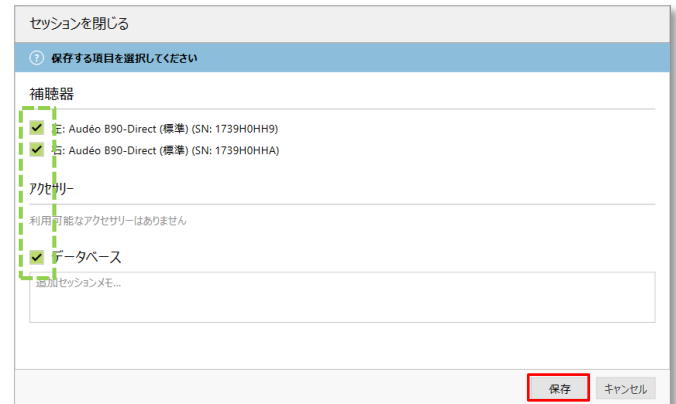 セッションを閉じる
? 保存する項目を選択してください
補聴器
左: Audéo B90-Direct (標準) (SN: 1739H0HH9)
右: Audéo B90-Direct (標準) (SN: 1739H0HHA)
アクセサリー
利用可能なアクセサリーはありません
データベース
追加セッションメモ...
保存 キャンセル